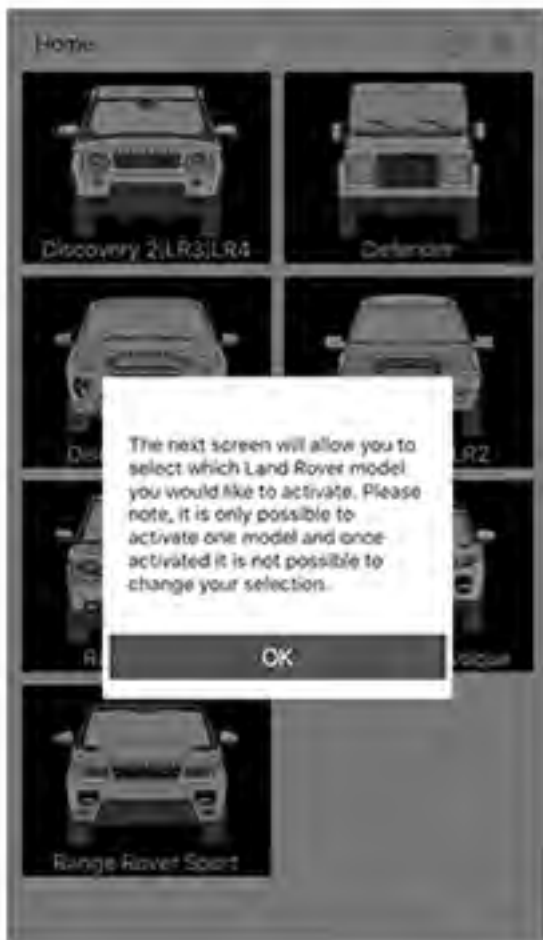 Home
Discovery 2,LR3,LR4
Defender
Dis
LR2
The next screen will allow you to
select which Land Rover model
you would like to activate. Please
note, it is only possible to
activate one model and once
activated it is not possible to
change your selection.
OK
R
Range Rover Sport